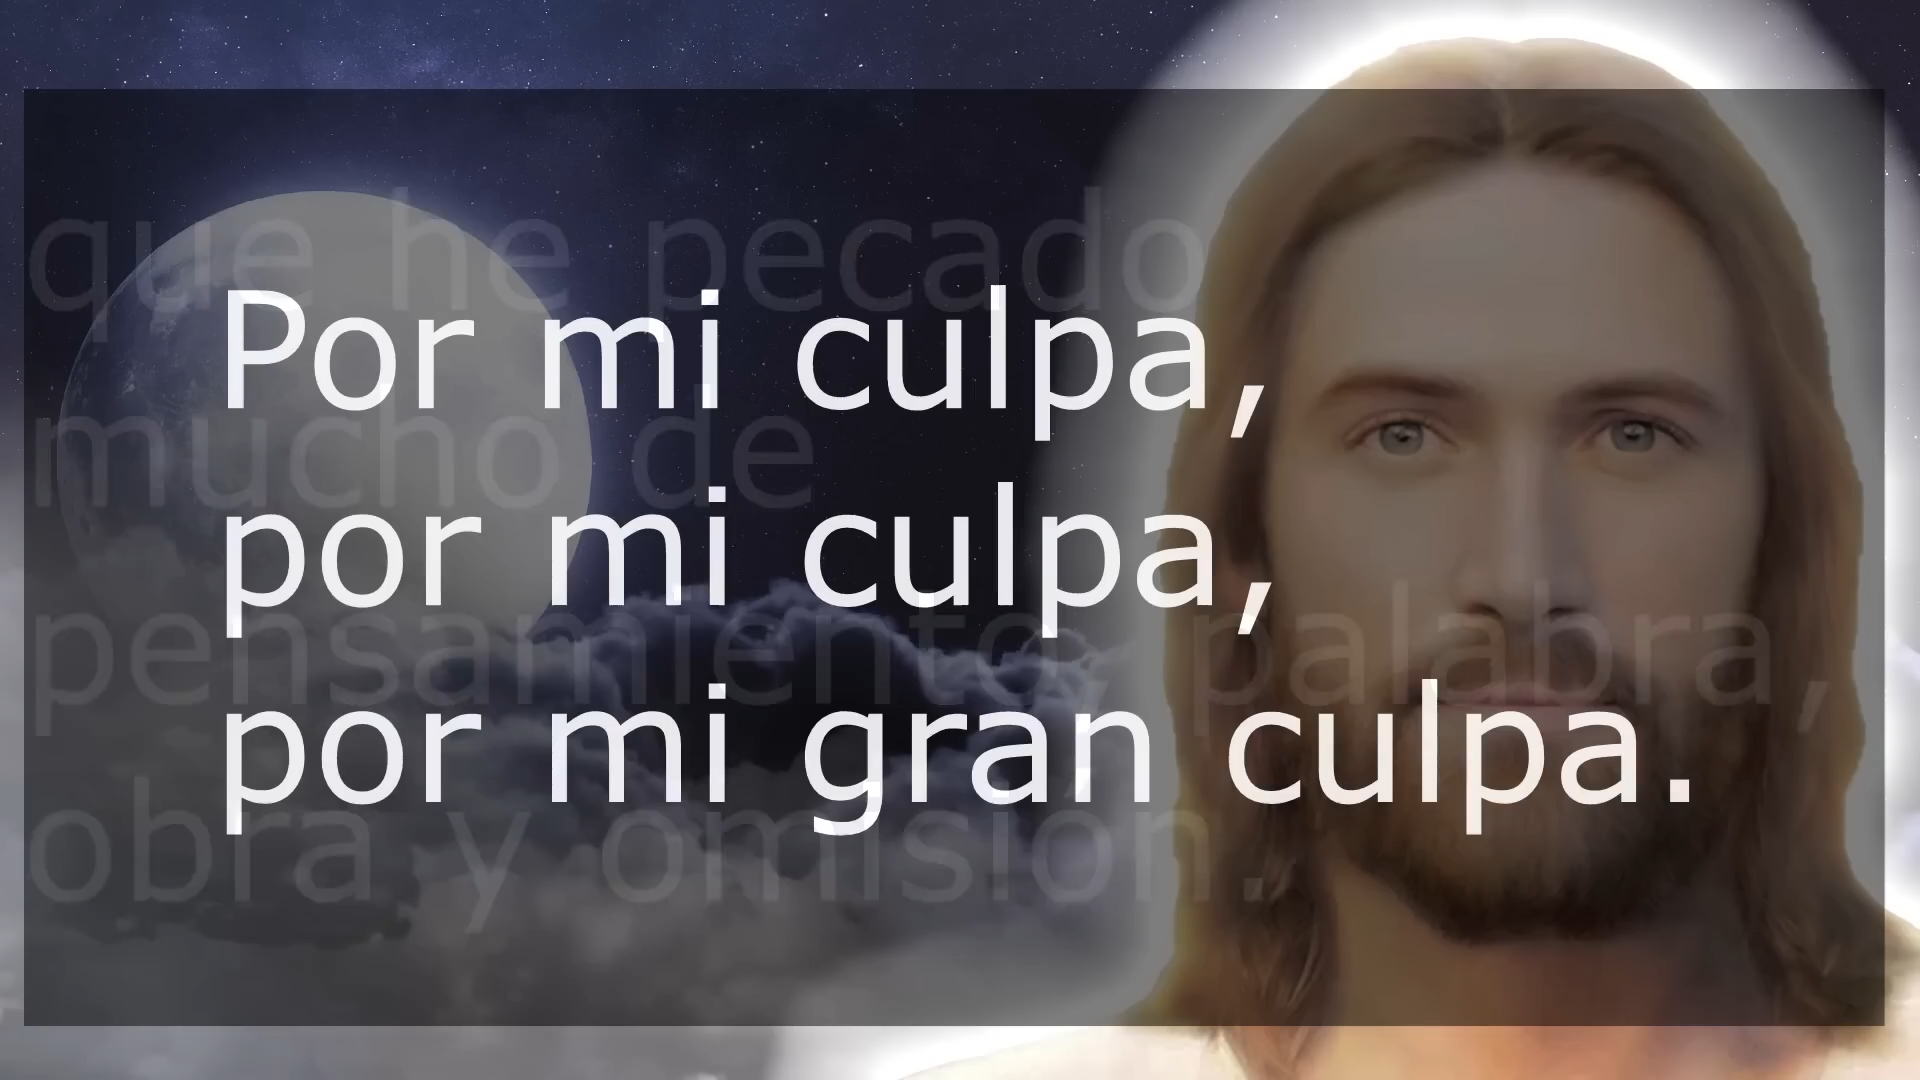 que he pecado
mucho de
pensamiento, palabra,
obra y omisión.
Por mi culpa,
por mi culpa,
por mi gran culpa.